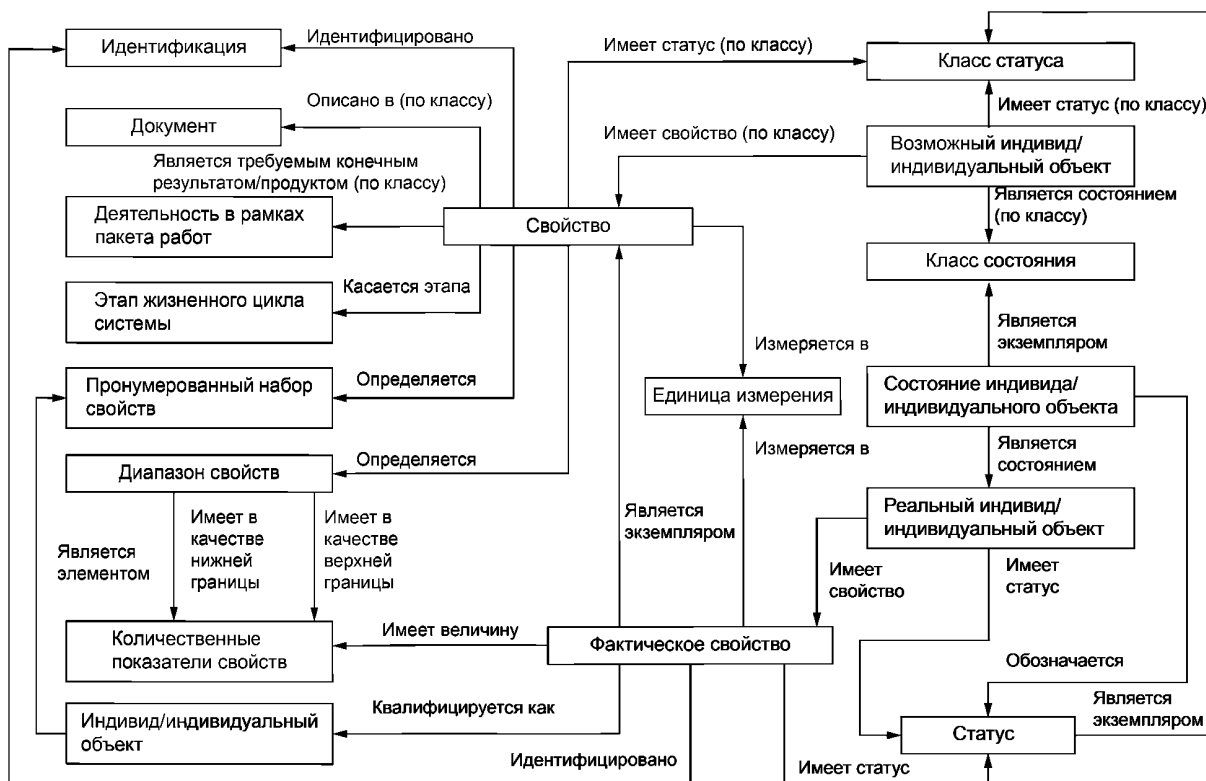 Идентификация
Идентифицировано
Имеет статус (по классу)
Класс статуса
Описано в (по классу)
Документ
Имеет статус (по классу)
Имеет свойство (по классу)
Возможный индивид/
индивидуальный объект
Является требуемым конечным
результатом/продуктом (по классу)
Является состоянием
(по классу)
Деятельность в рамках
пакета работ
Свойство
Класс состояния
Этап жизненного цикла
системы
Касается этапа
Является
экземпляром
Измеряется в
Пронумерованный набор
свойств
Определяется
Единица измерения
Состояние индивида/
индивидуального объекта
Измеряется в
Является
состоянием
Диапазон свойств
Определяется
Реальный индивид/
индивидуальный объект
Является
элементом
Имеет в
качестве
нижней
границы
Имеет в
качестве
верхней
границы
Является
экземпляром
Имеет
свойство
Имеет
статус
Количественные
показатели свойств
Имеет величину
Фактическое свойство
Обозначается
Индивид/индивидуальный
объект
Квалифицируется как
Является
экземпляром
Статус
Идентифицировано
Имеет статус